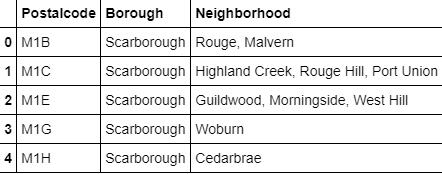 Postalcode Borough Neighborhood
0 M1B Scarborough Rouge, Malvern
1 M1C Scarborough Highland Creek, Rouge Hill, Port Union
2 M1E Scarborough Guildwood, Morningside, West Hill
3 M1G Scarborough Woburn
4 M1H Scarborough Cedarbrae